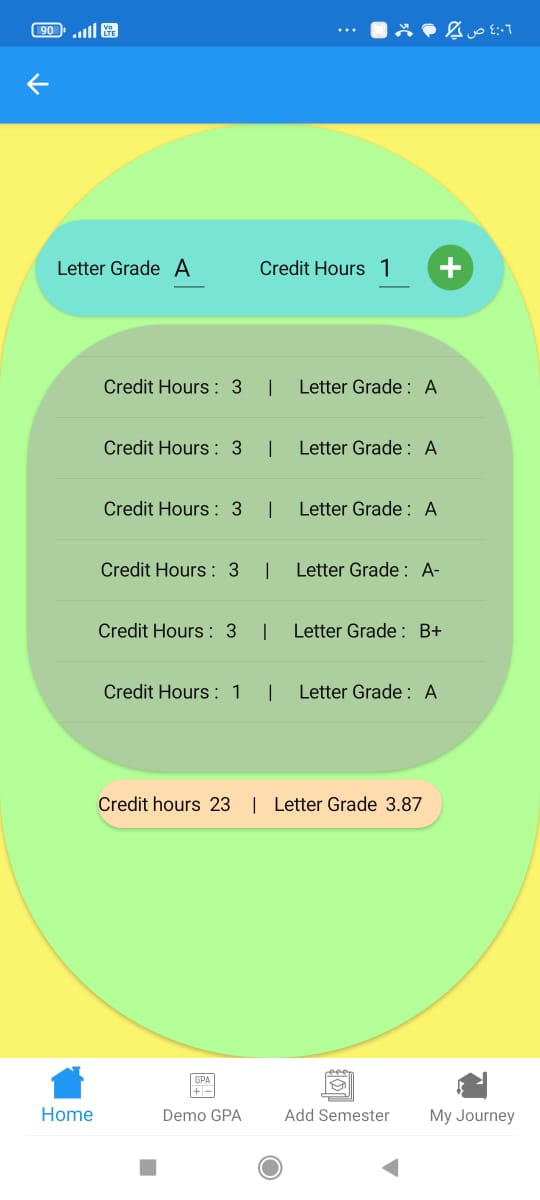 90 Vo LTE ٤:٠٦ ص
Letter Grade A Credit Hours 1
Credit Hours : 3 | Letter Grade : A
Credit Hours : 3 | Letter Grade : A
Credit Hours : 3 | Letter Grade : A
Credit Hours : 3 | Letter Grade : A-
Credit Hours : 3 | Letter Grade : B+
Credit Hours : 1 | Letter Grade : A
Credit hours 23 | Letter Grade 3.87
GPA
Home Demo GPA Add Semester My Journey